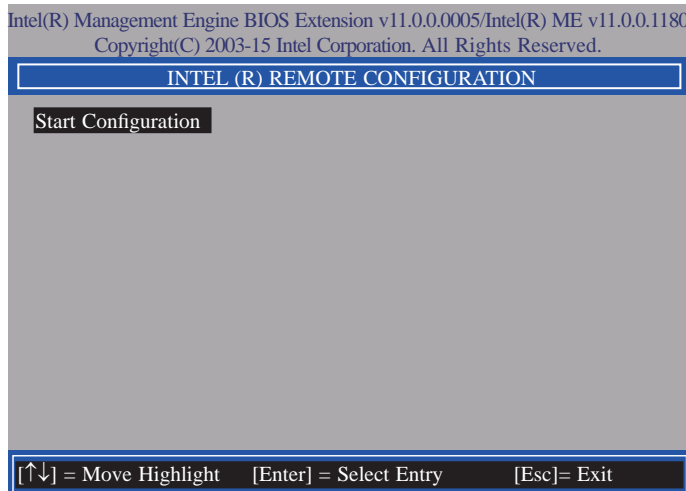 Intel(R) Management Engine BIOS Extension v11.0.0.0005/Intel(R) ME v11.0.0.1180
Copyright(C) 2003-15 Intel Corporation. All Rights Reserved.
INTEL (R) REMOTE CONFIGURATION
Start Configuration
[↑↓] = Move Highlight [Enter] = Select Entry [Esc]= Exit